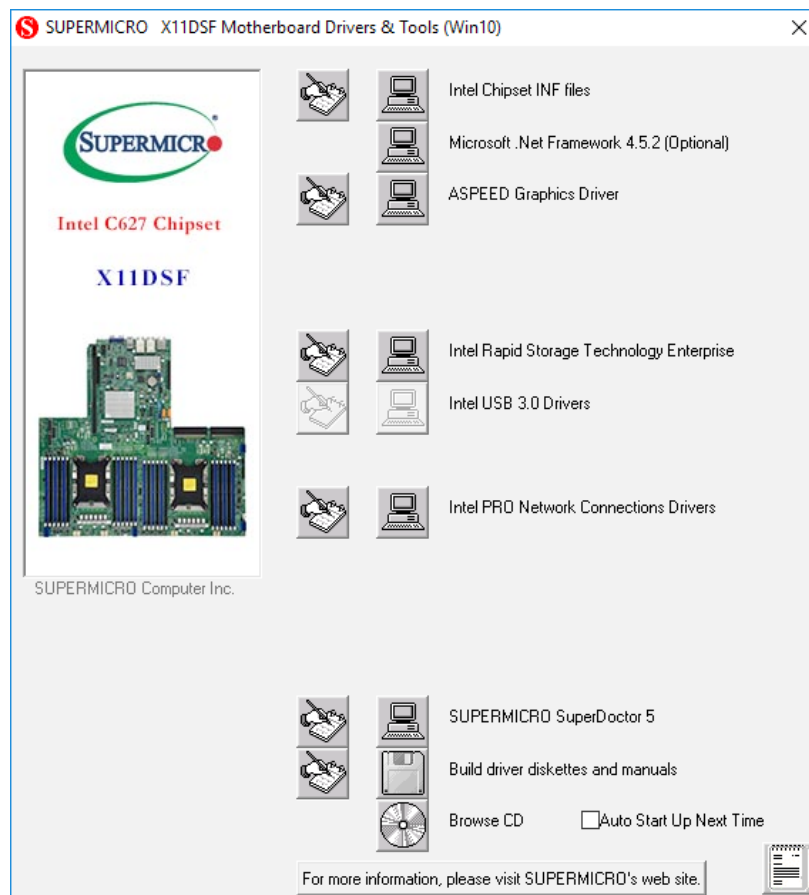 SUPERMICRO X11DSF Motherboard Drivers & Tools (Win10)
SUPERMICRO
Intel C627 Chipset
X11DSF
SUPERMICRO Computer Inc.
Intel Chipset INF files
Microsoft .Net Framework 4.5.2 (Optional)
ASPEED Graphics Driver
Intel Rapid Storage Technology Enterprise
Intel USB 3.0 Drivers
Intel PRO Network Connections Drivers
SUPERMICRO SuperDoctor 5
Build driver diskettes and manuals
Browse CD
Auto Start Up Next Time
For more information, please visit SUPERMICRO's web site.